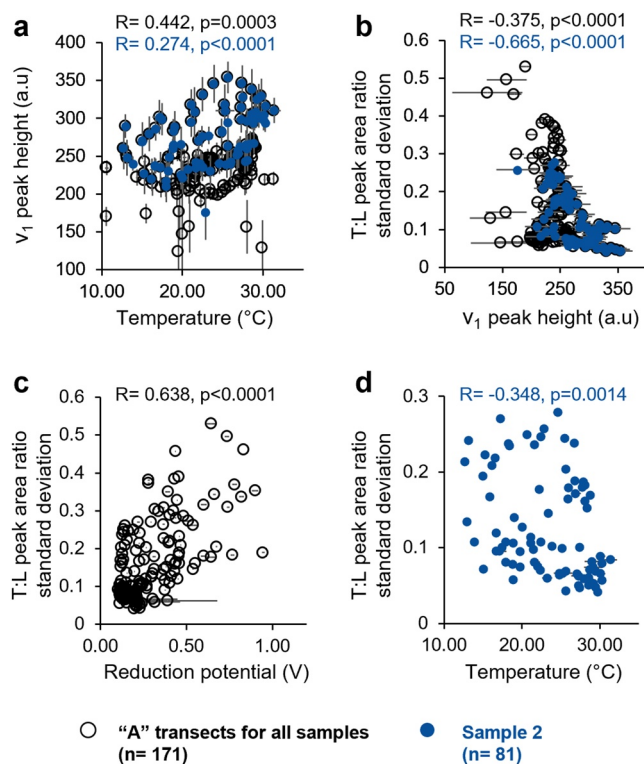 a
R= 0.442, p=0.0003
R= 0.274, p<0.0001
400
350
300
250
200
150
100
v₁ peak height (a.u)
10.00 20.00 30.00
Temperature (°C)
b
R= -0.375, p<0.0001
R= -0.665, p<0.0001
0.6
0.5
0.4
0.3
0.2
0.1
0
T:L peak area ratio
standard deviation
50 150 250 350
v₁ peak height (a.u)
c
R= 0.638, p<0.0001
0.6
0.5
0.4
0.3
0.2
0.1
0
T:L peak area ratio
standard deviation
0.00 0.50 1.00
Reduction potential (V)
d
R= -0.348, p=0.0014
0.3
0.2
0.1
0
T:L peak area ratio
standard deviation
10.00 20.00 30.00
Temperature (°C)
“A” transects for all samples
(n= 171)
Sample 2
(n= 81)